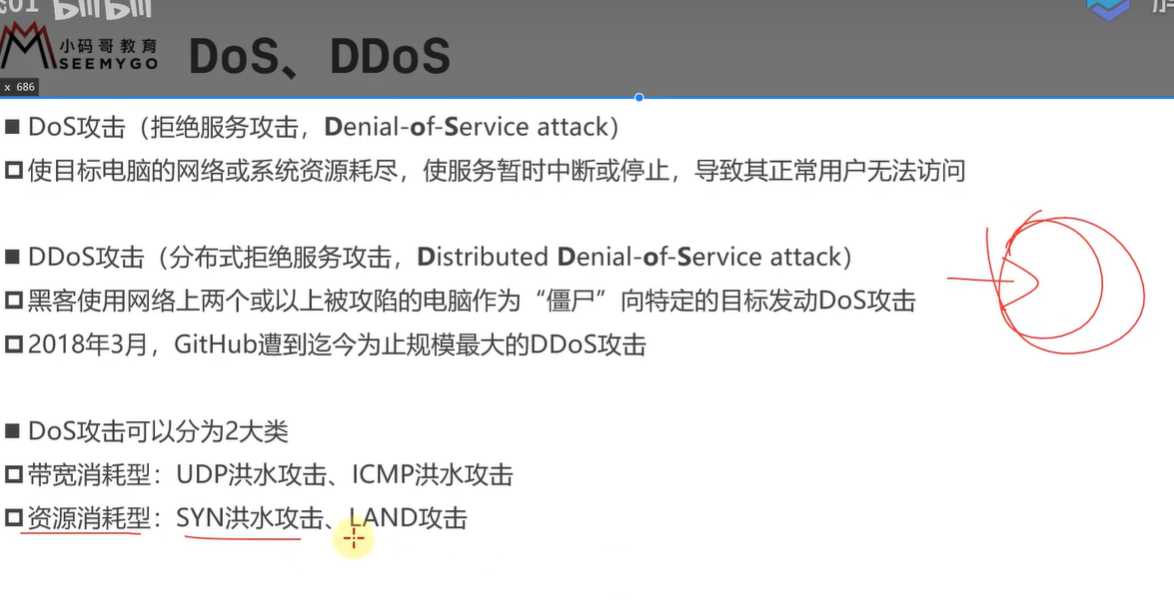 bilibili
小码哥教育
SEEMYGO
DoS、DDoS
x 686
■ DoS攻击（拒绝服务攻击，Denial-of-Service attack）
使目标电脑的网络或系统资源耗尽，使服务暂时中断或停止，导致其正常用户无法访问
■ DDoS攻击（分布式拒绝服务攻击，Distributed Denial-of-Service attack）
黑客使用网络上两个或以上被攻陷的电脑作为“僵尸”向特定的目标发动DoS攻击
2018年3月，GitHub遭到迄今为止规模最大的DDoS攻击
■ DoS攻击可以分为2大类
带宽消耗型：UDP洪水攻击、ICMP洪水攻击
资源消耗型：SYN洪水攻击、LAND攻击